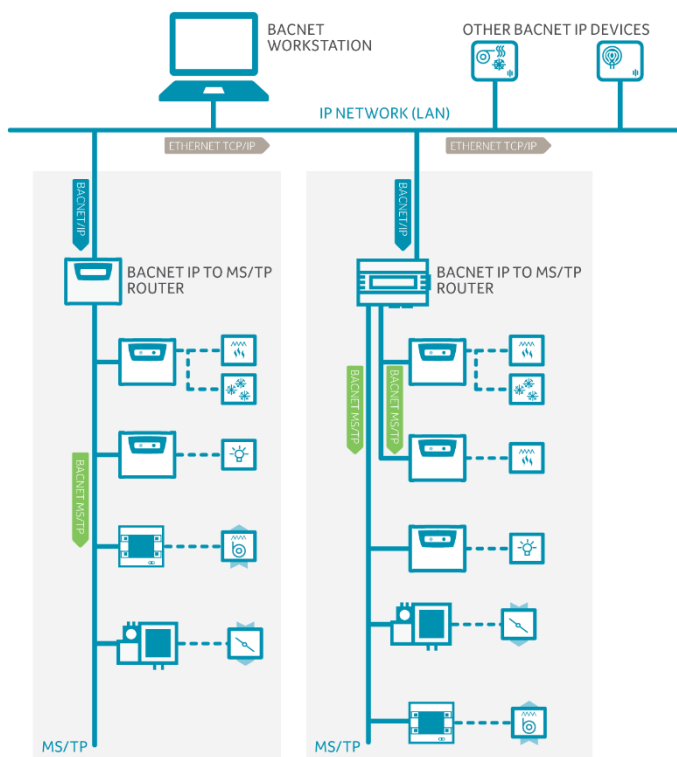 BACNET
WORKSTATION
OTHER BACNET IP DEVICES
IP NETWORK (LAN)
ETHERNET TCP/IP
ETHERNET TCP/IP
BACNET/IP
BACNET/IP
BACNET IP TO MS/TP
ROUTER
BACNET IP TO MS/TP
ROUTER
BACNET MS/TP
BACNET MS/TP
BACNET MS/TP
MS/TP
MS/TP